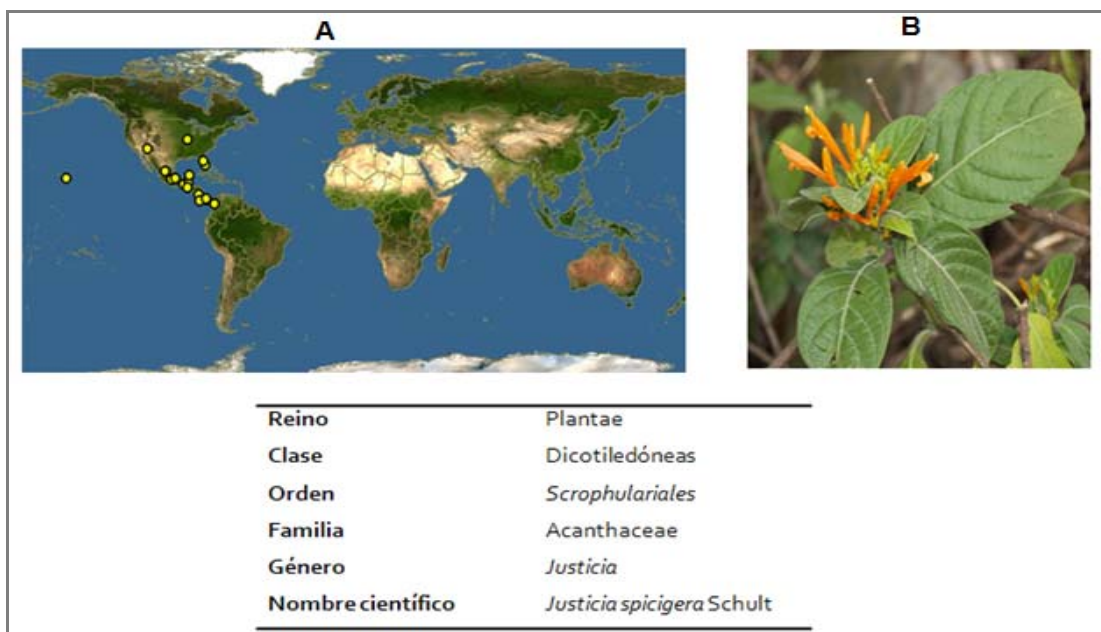 A
B
Reino Plantae
Clase Dicotiledóneas
Orden Scrophulariales
Familia Acanthaceae
Género Justicia
Nombre científico Justicia spicigera Schult